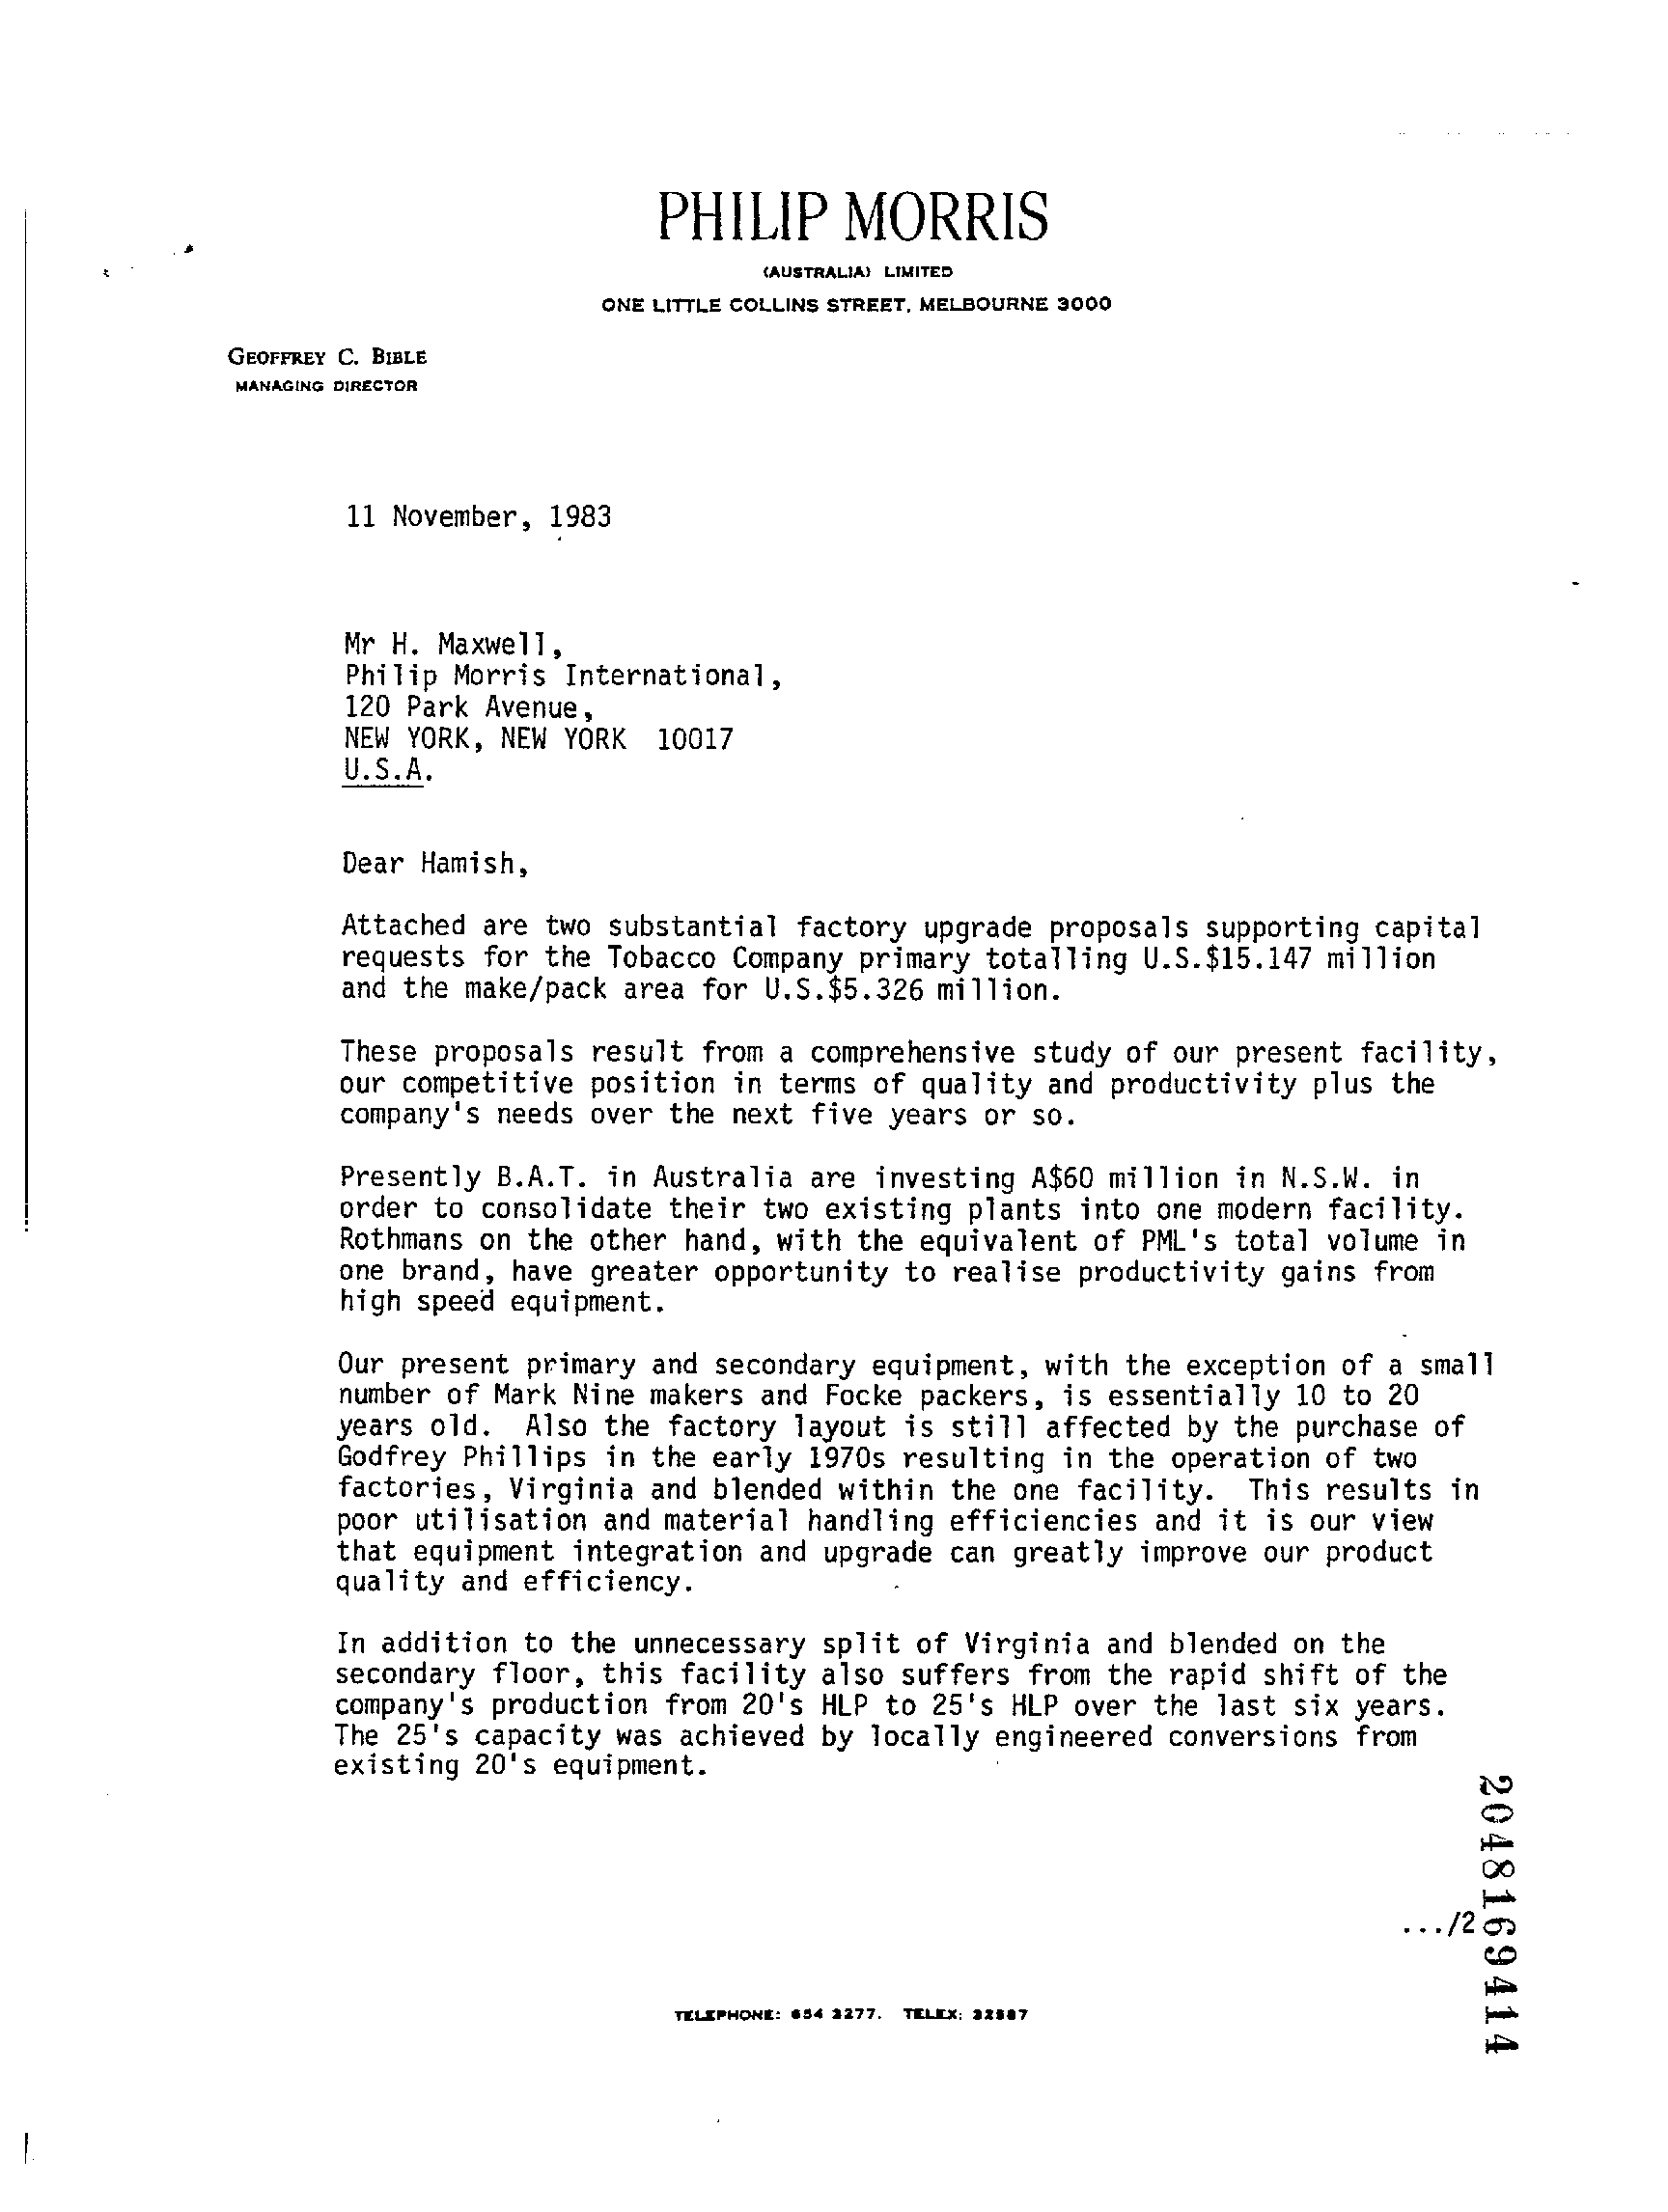 PHILIP MORRIS
(AUSTRALIA) LIMITED
ONE LITTLE COLLINS STREET, MELBOURNE 3000
GEOFFREY C. BIBLE
MANAGING DIRECTOR
11 November, 1983
Mr H. Maxwell,
Philip Morris International,
120 Park Avenue,
NEW YORK, NEW YORK 10017
U.S.A.
Dear Hamish,
Attached are two substantial factory upgrade proposals supporting capital
requests for the Tobacco Company primary totalling U.S.$15.147 million
and the make/pack area for U.S.$5.326 million.
These proposals result from a comprehensive study of our present facility,
our competitive position in terms of quality and productivity plus the
company's needs over the next five years or so.
Presently B.A.T. in Australia are investing A$60 million in N.S.W. in
order to consolidate their two existing plants into one modern facility.
Rothmans on the other hand, with the equivalent of PML's total volume in
one brand, have greater opportunity to realise productivity gains from
high speed equipment.
Our present primary and secondary equipment, with the exception of a small
number of Mark Nine makers and Focke packers, is essentially 10 to 20
years old. Also the factory layout is still affected by the purchase of
Godfrey Phillips in the early 1970s resulting in the operation of two
factories, Virginia and blended within the one facility. This results in
poor utilisation and material handling efficiencies and it is our view
that equipment integration and upgrade can greatly improve our product
quality and efficiency.
In addition to the unnecessary split of Virginia and blended on the
secondary floor, this facility also suffers from the rapid shift of the
company's production from 20's HLP to 25's HLP over the last six years.
The 25's capacity was achieved by locally engineered conversions from
existing 20's equipment.
.../2
2048169414
TELEPHONE: 654 3277. TELEX: